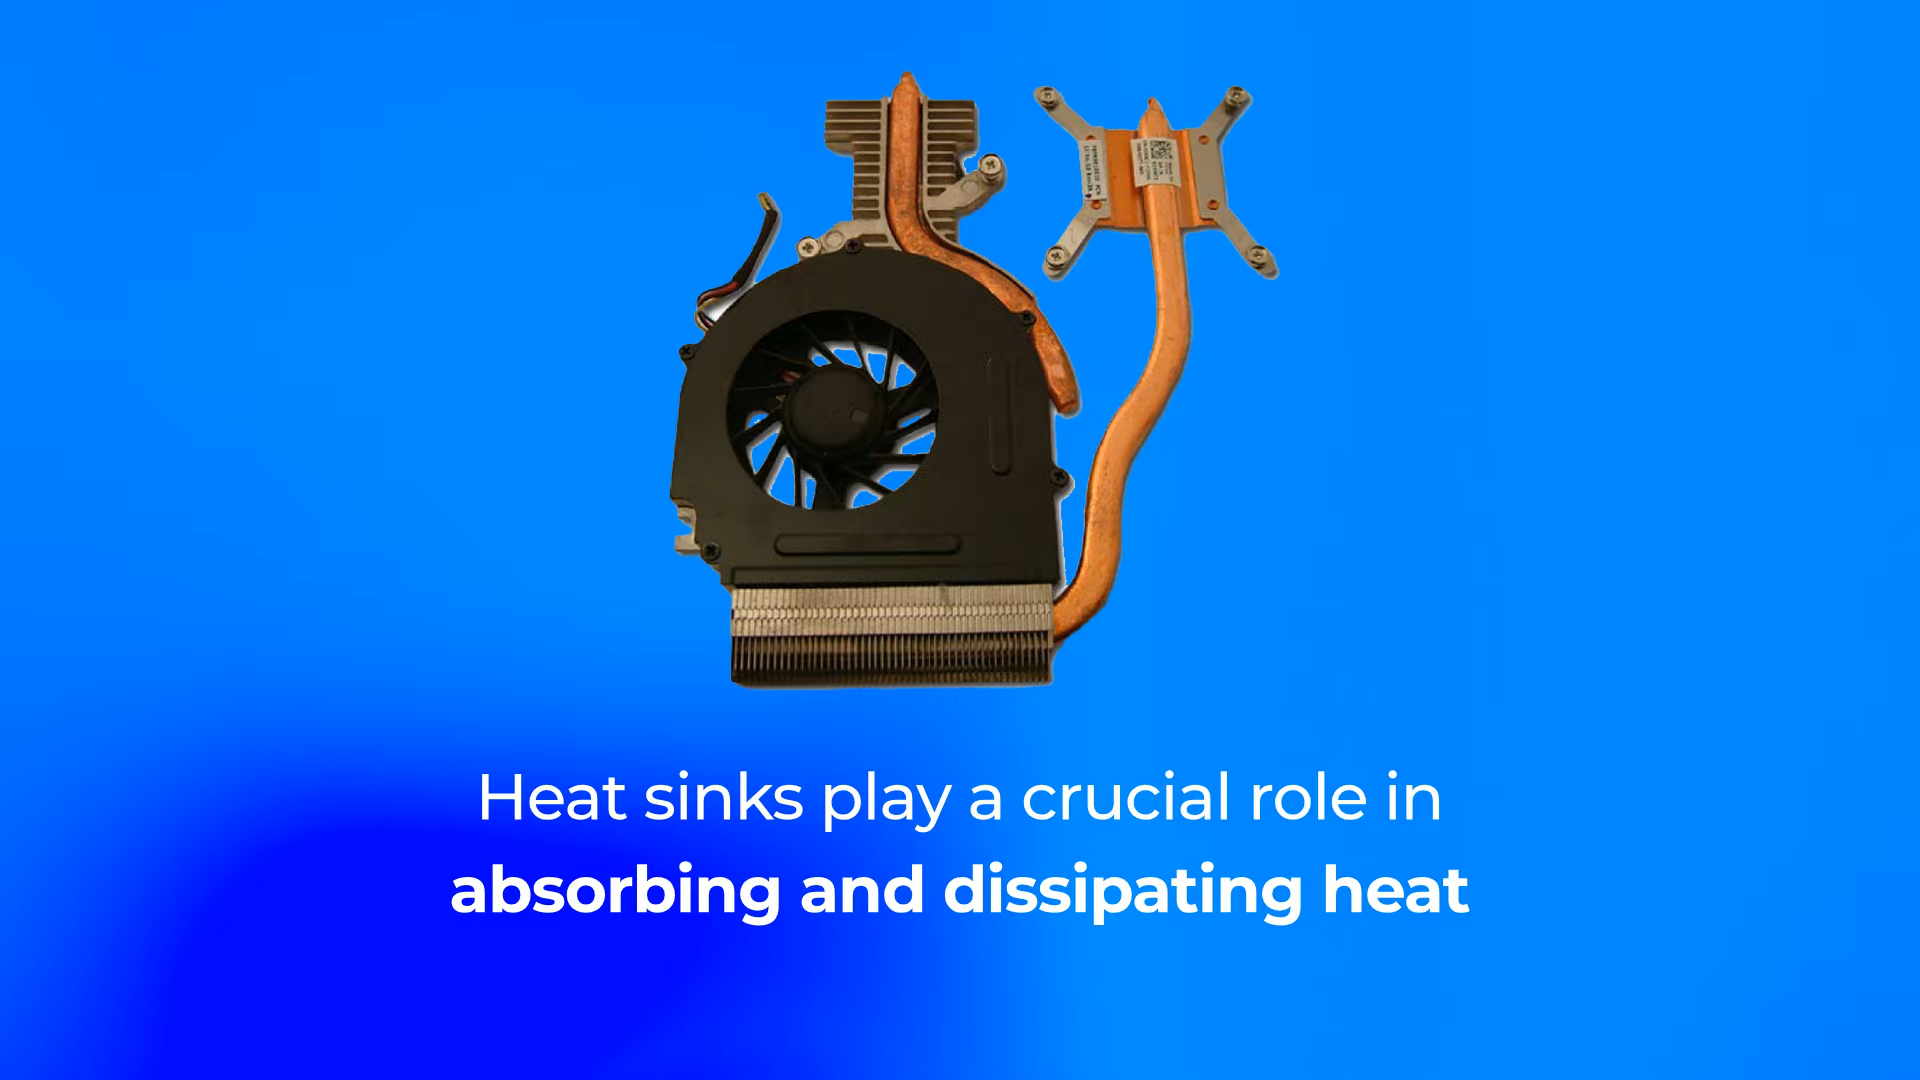 Heat sinks play a crucial role in
absorbing and dissipating heat